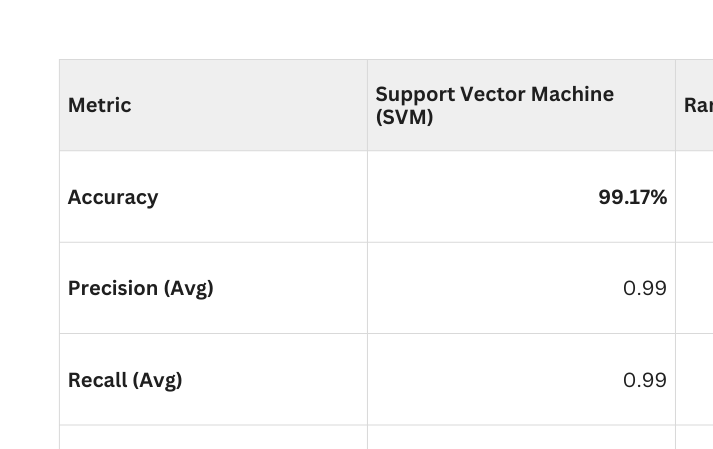 Metric
Support Vector Machine
(SVM)
Accuracy
99.17%
Precision (Avg)
0.99
Recall (Avg)
0.99